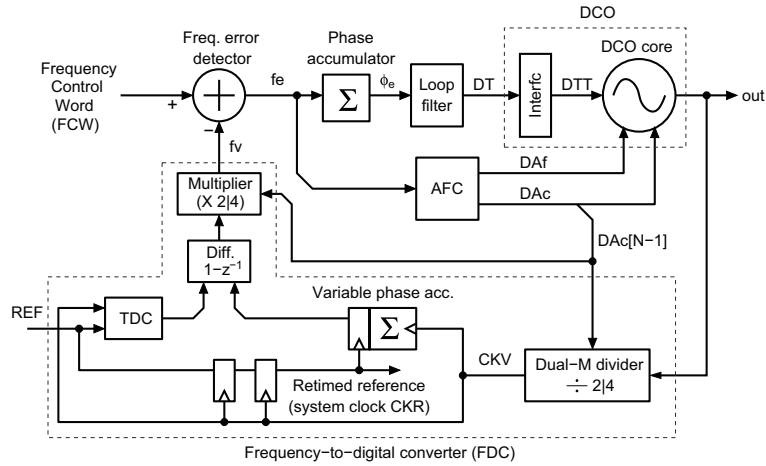 DCO
Freq. error
detector
Phase
accumulator
DCO core
Frequency
Control
Word
(FCW)
+
−
fe
Σ
ϕe
Loop
filter
DT
Interfc
DTT
out
fv
Multiplier
(X 2|4)
AFC
DAf
DAc
DAc[N−1]
Diff.
1−z⁻¹
Variable phase acc.
REF
TDC
Σ
CKV
Dual−M divider
÷ 2|4
Retimed reference
(system clock CKR)
Frequency−to−digital converter (FDC)